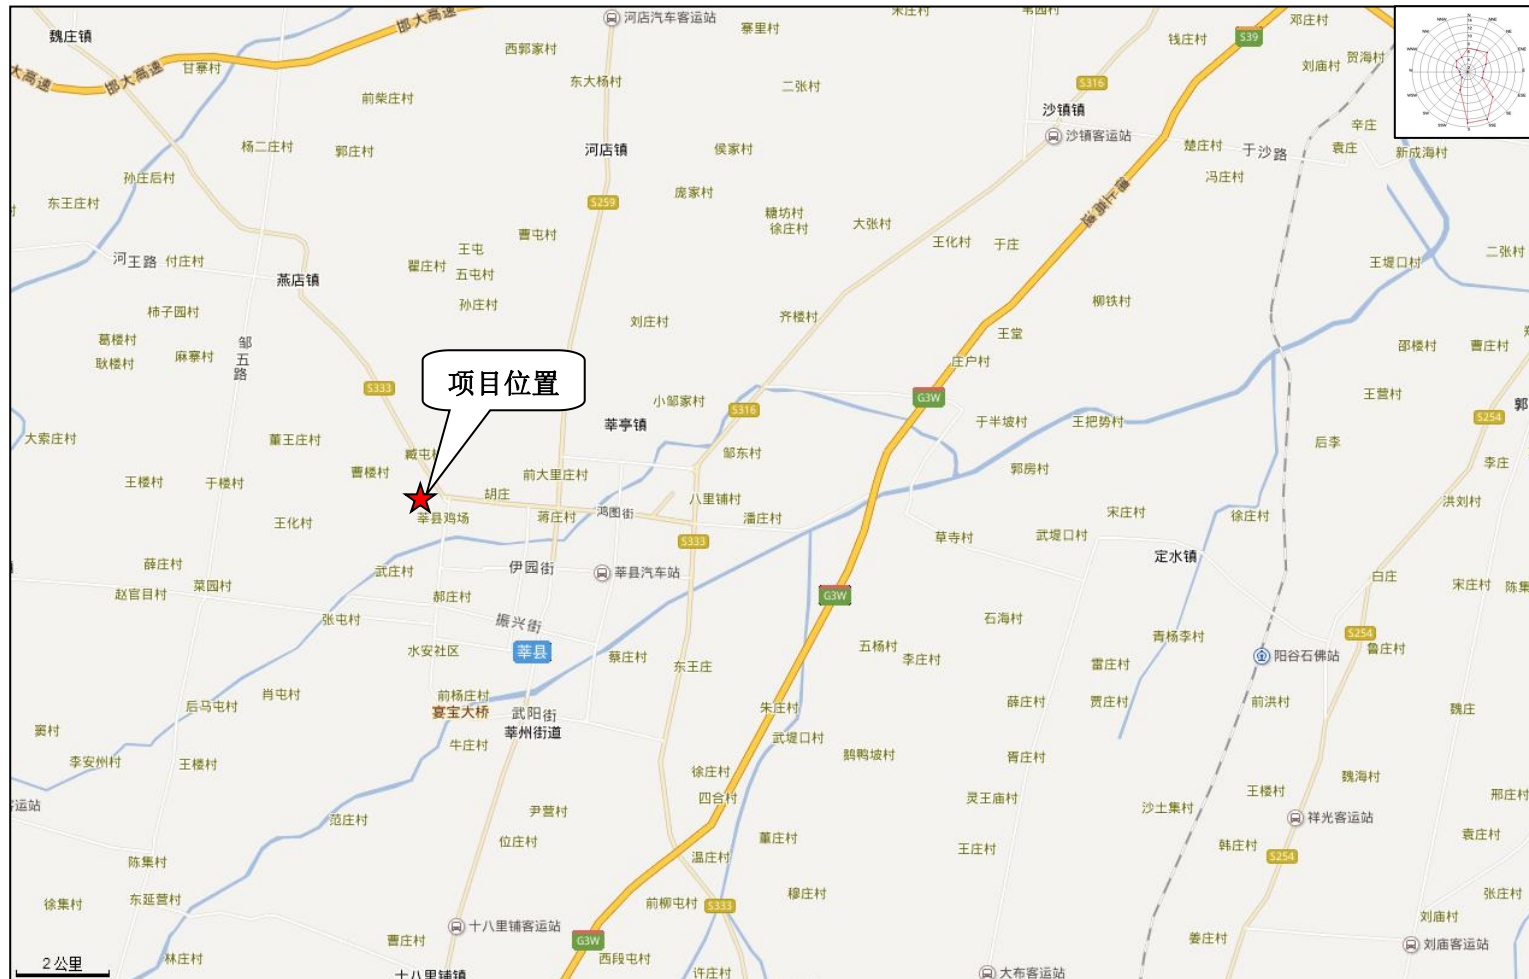 宋庄村
常西村
邓庄村
河店汽车客运站
邯大高速
寨里村
S39
魏庄镇
钱庄村
西郭家村
贺海村
刘庙村
甘寨村
邯大高速
大高速
东大杨村
二张村
S316
前柴庄村
沙镇镇
辛庄
沙镇客运站
杨二庄村
郭庄村
河店镇
侯家村
楚庄村
于沙路
袁庄
新成海村
孙庄后村
冯庄村
庞家村
东王庄村
S259
德上高速
糖坊村
徐庄村
大张村
曹屯村
王化村
于庄
王屯
二张村
河王路
付庄村
翟庄村
五屯村
王堤口村
燕店镇
孙庄村
柳铁村
柿子园村
刘庄村
齐楼村
王堂
葛楼村
邹五路
麻寨村
耿楼村
邵楼村
曹庄村
庄户村
项目位置
S333
G3W
王营村
小邹家村
S316
郭
莘亭镇
于半坡村
王把势村
S254
大索庄村
董王庄村
后李
臧屯村
邹东村
李庄
曹楼村
前大里庄村
郭房村
王楼村
于楼村
胡庄
八里铺村
洪刘村
王化村
莘县鸡场
蒋庄村
鸿图街
潘庄村
宋庄村
徐庄村
S333
草寺村
武堤口村
定水镇
薛庄村
武庄村
伊园街
莘县汽车站
白庄
赵官目村
菜园村
宋庄村
陈集
郝庄村
G3W
张屯村
振兴街
石海村
S254
青杨李村
水安社区
莘县
蔡庄村
五杨村
李庄村
鲁庄村
东王庄
雷庄村
阳谷石佛站
肖屯村
前杨庄村
薛庄村
贾庄村
前洪村
后马屯村
宴宝大桥
武阳街
朱庄村
魏庄
窦村
莘州街道
武堤口村
牛庄村
鹅鸭坡村
胥庄村
李安州村
王楼村
徐庄村
魏海村
四合村
灵王庙村
王楼村
邢庄村
客运站
尹营村
沙土集村
范庄村
祥光客运站
位庄村
董庄村
袁庄村
王庄村
韩庄村
陈集村
温庄村
S254
东延营村
穆庄村
张庄村
徐集村
前柳屯村
S333
刘庙村
十八里铺客运站
曹庄村
G3W
姜庄村
刘庙客运站
林庄村
西段屯村
2公里
十八里铺镇
许庄村
大布客运站